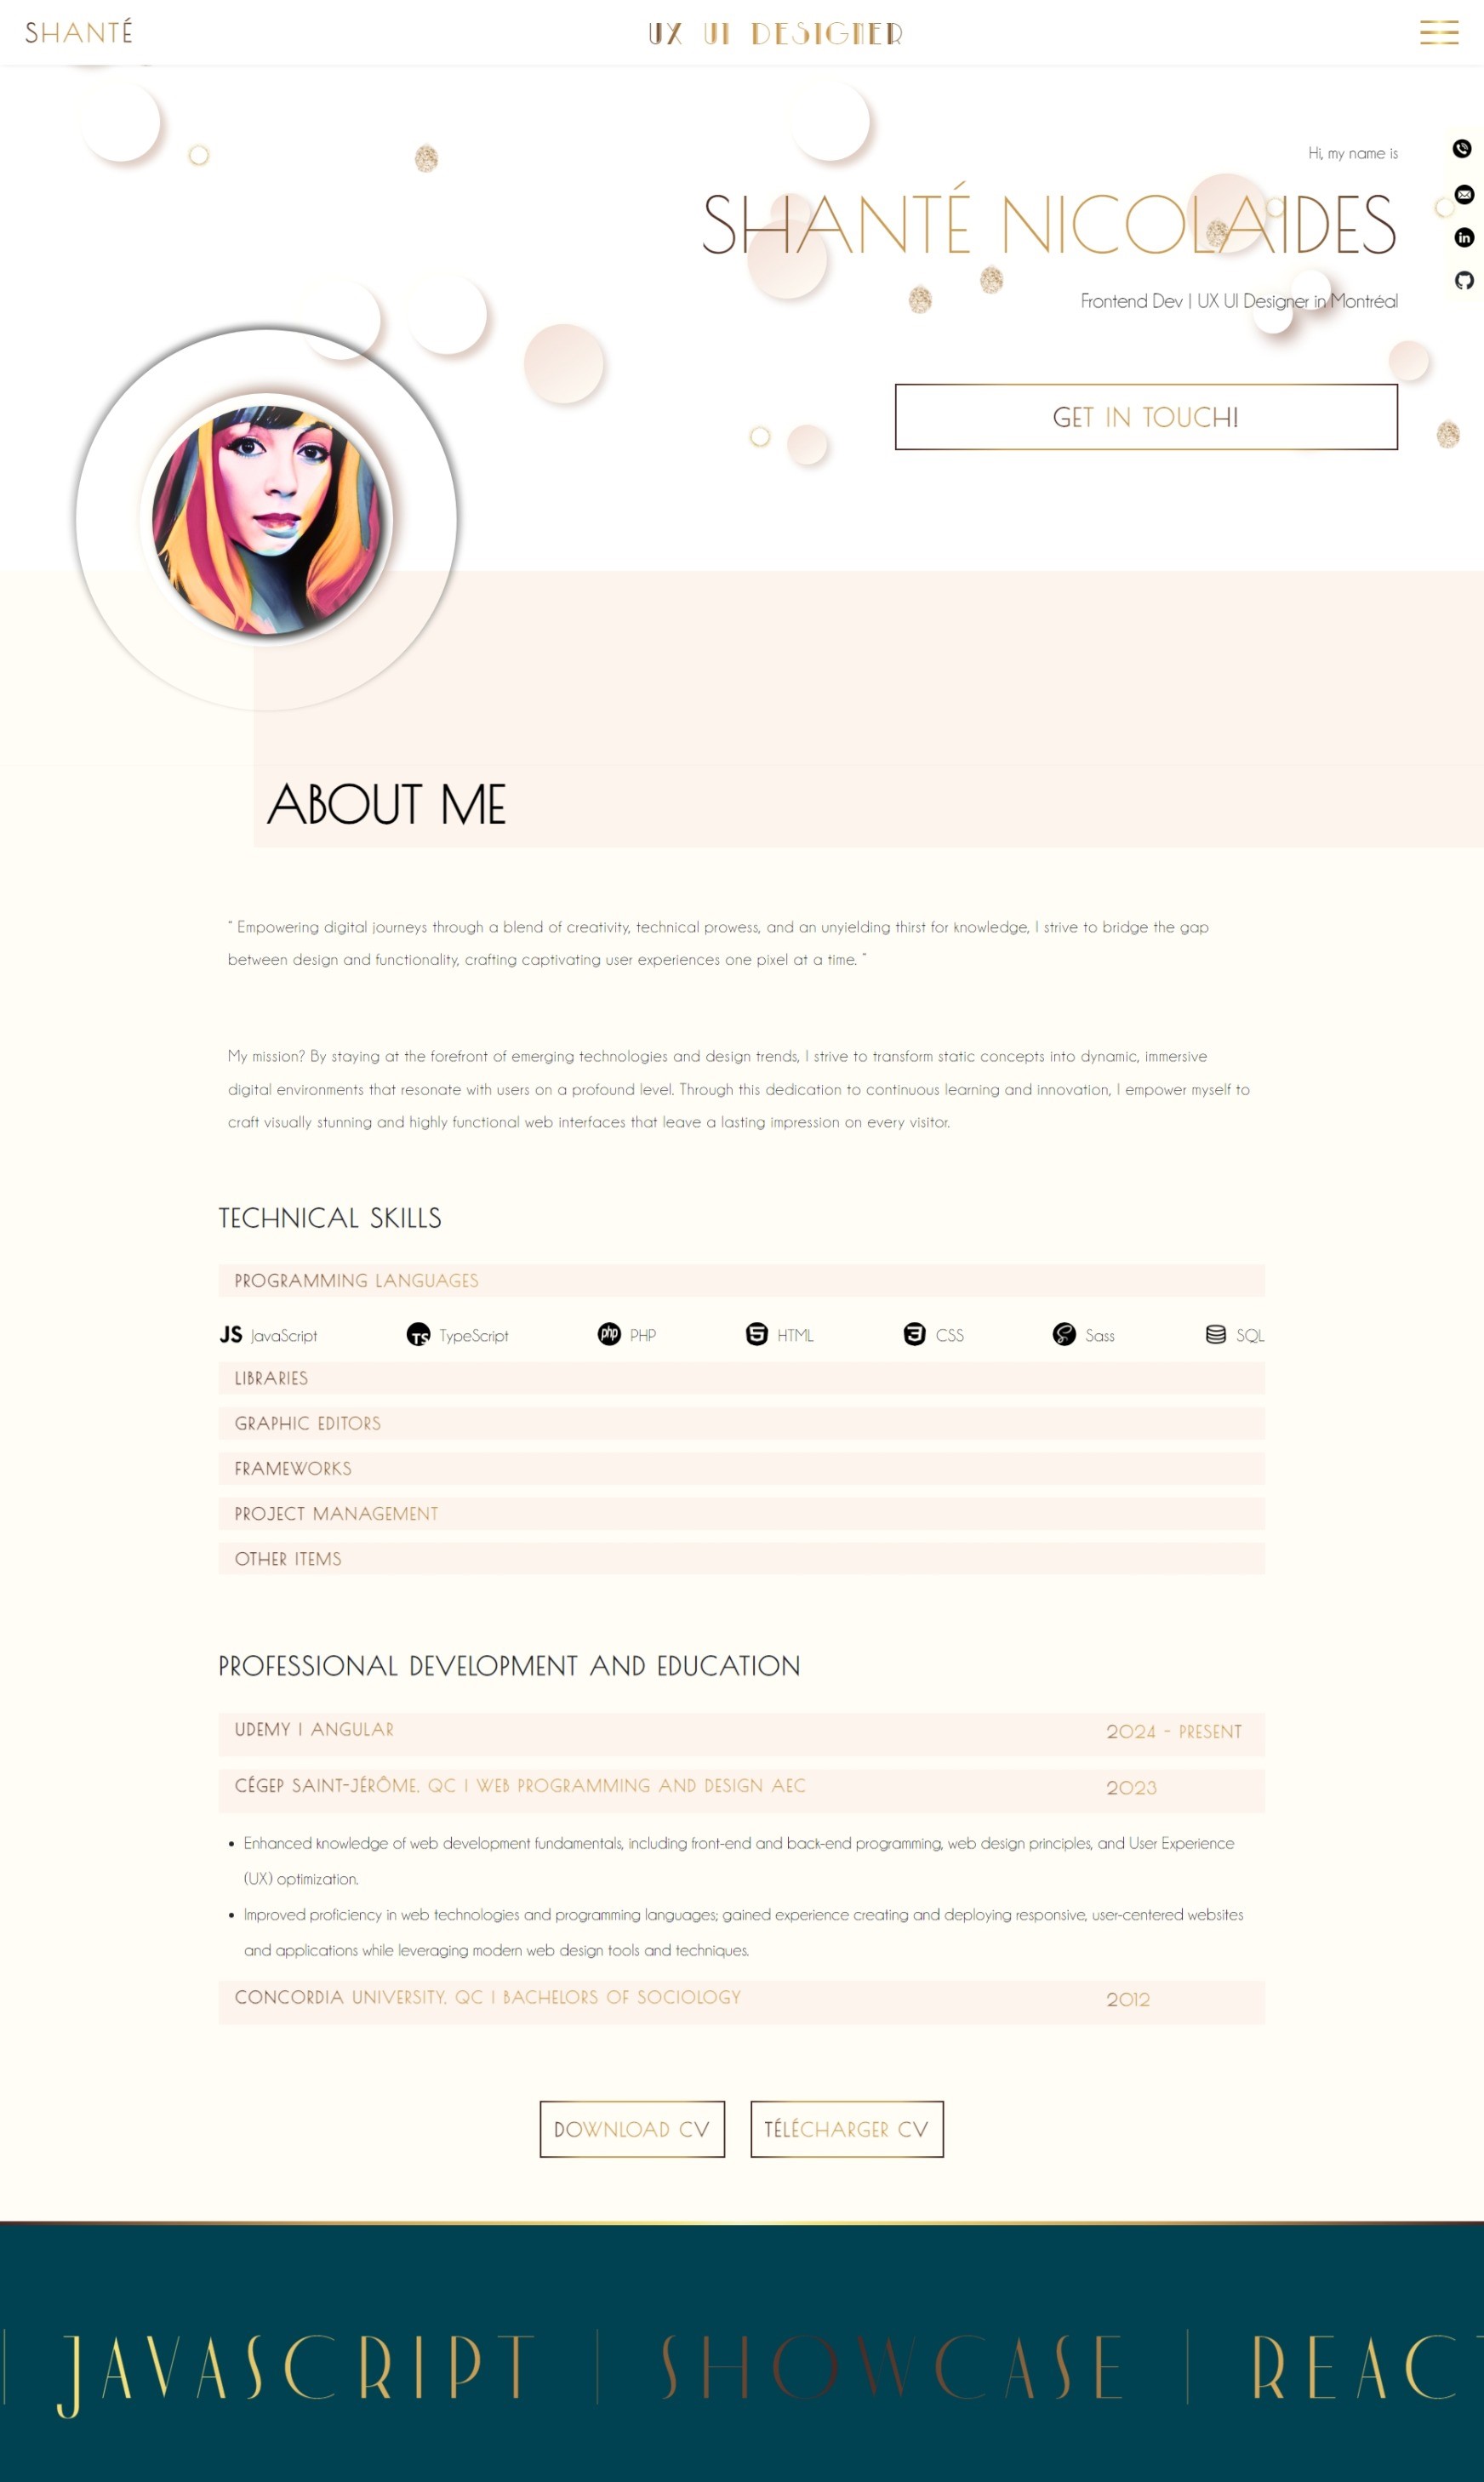 SHANTÉ
UX UI DESIGNER
Hi, my name is
SHANTÉ NICOLAIDES
Frontend Dev | UX UI Designer in Montréal
GET IN TOUCH!
ABOUT ME
" Empowering digital journeys through a blend of creativity, technical prowess, and an unyielding thirst for knowledge, I strive to bridge the gap
between design and functionality, crafting captivating user experiences one pixel at a time. "
My mission? By staying at the forefront of emerging technologies and design trends, I strive to transform static concepts into dynamic, immersive
digital environments that resonate with users on a profound level. Through this dedication to continuous learning and innovation, I empower myself to
craft visually stunning and highly functional web interfaces that leave a lasting impression on every visitor.
TECHNICAL SKILLS
PROGRAMMING LANGUAGES
JS JavaScript TS TypeScript php PHP 5 HTML 3 CSS Sass SQL
LIBRARIES
GRAPHIC EDITORS
FRAMEWORKS
PROJECT MANAGEMENT
OTHER ITEMS
PROFESSIONAL DEVELOPMENT AND EDUCATION
UDEMY | ANGULAR 2024 - PRESENT
CÉGEP SAINT-JÉRÔME, QC | WEB PROGRAMMING AND DESIGN AEC 2023
• Enhanced knowledge of web development fundamentals, including front-end and back-end programming, web design principles, and User Experience
(UX) optimization.
• Improved proficiency in web technologies and programming languages; gained experience creating and deploying responsive, user-centered websites
and applications while leveraging modern web design tools and techniques.
CONCORDIA UNIVERSITY, QC | BACHELORS OF SOCIOLOGY 2012
DOWNLOAD CV TÉLÉCHARGER CV
| JAVASCRIPT | SHOWCASE | REAC